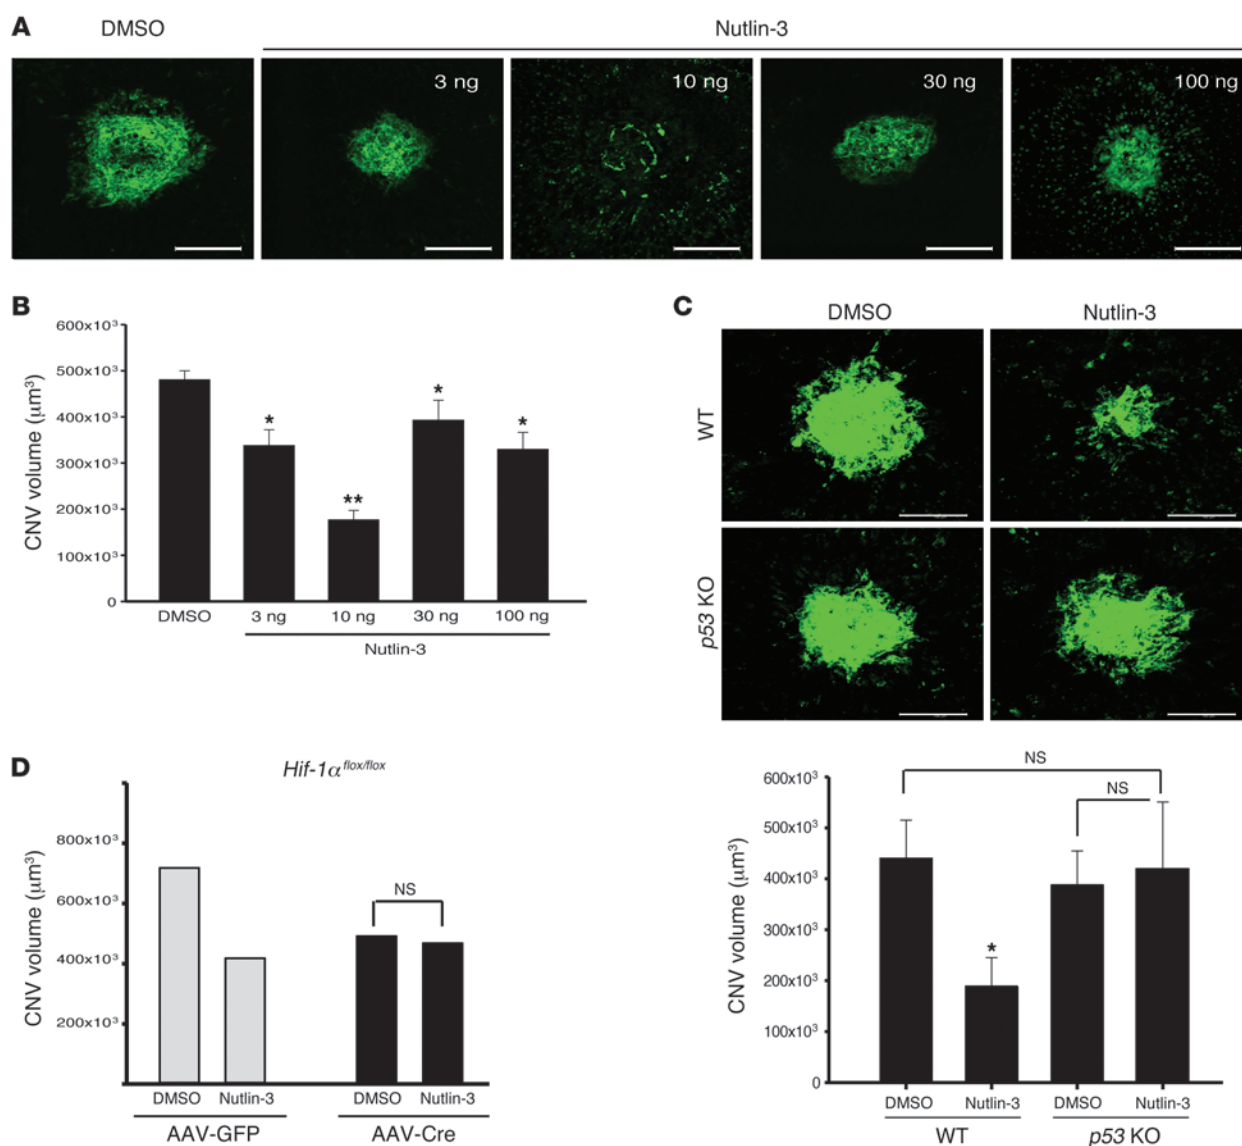 A
DMSO
Nutlin-3
3 ng
10 ng
30 ng
100 ng
B
CNV volume (μm³)
600x10³
500x10³
400x10³
300x10³
200x10³
100x10³
0
*
**
*
*
DMSO
3 ng
10 ng
30 ng
100 ng
Nutlin-3
C
DMSO
Nutlin-3
WT
p53 KO
CNV volume (μm³)
600x10³
500x10³
400x10³
300x10³
200x10³
100x10³
0
NS
NS
*
DMSO
Nutlin-3
DMSO
Nutlin-3
WT
p53 KO
D
Hif-1α^flox/flox
CNV volume (μm³)
800x10³
600x10³
400x10³
200x10³
NS
DMSO
Nutlin-3
DMSO
Nutlin-3
AAV-GFP
AAV-Cre